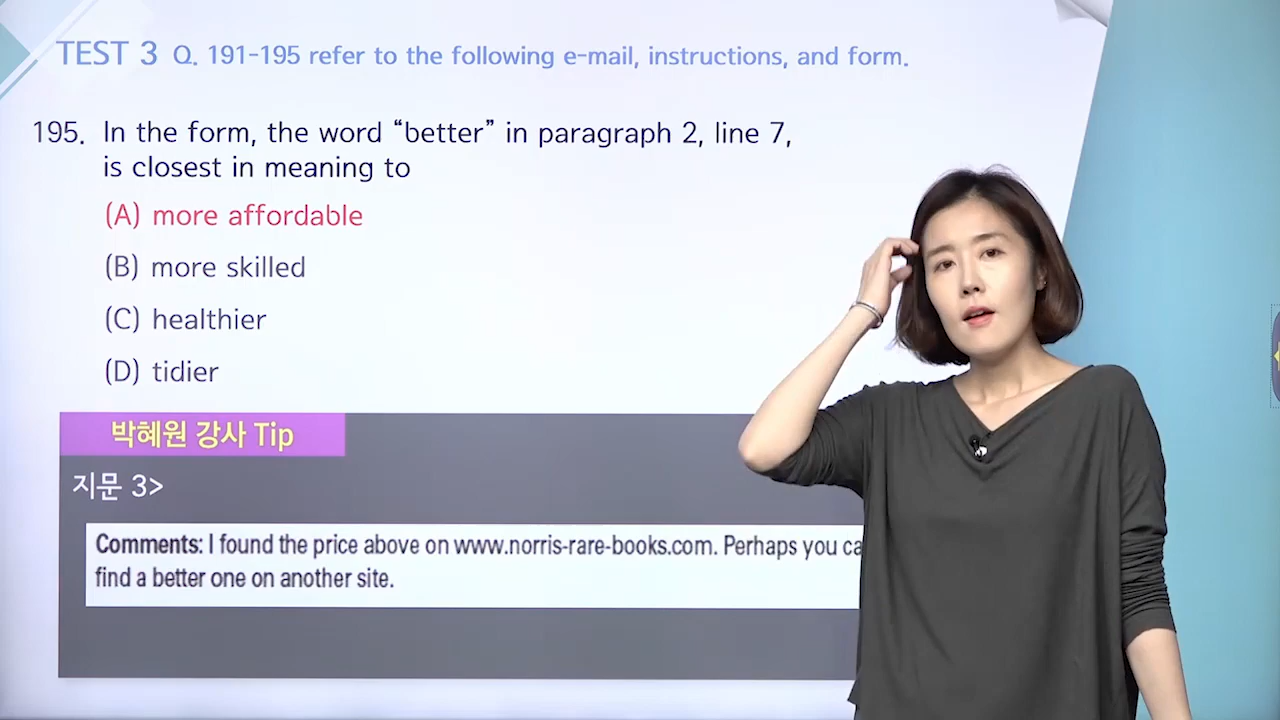 TEST 3 Q. 191-195 refer to the following e-mail, instructions, and form.
195. In the form, the word “better” in paragraph 2, line 7,
is closest in meaning to
(A) more affordable
(B) more skilled
(C) healthier
(D) tidier
박혜원 강사 Tip
지문 3>
Comments: I found the price above on www.norris-rare-books.com. Perhaps you
find a better one on another site.